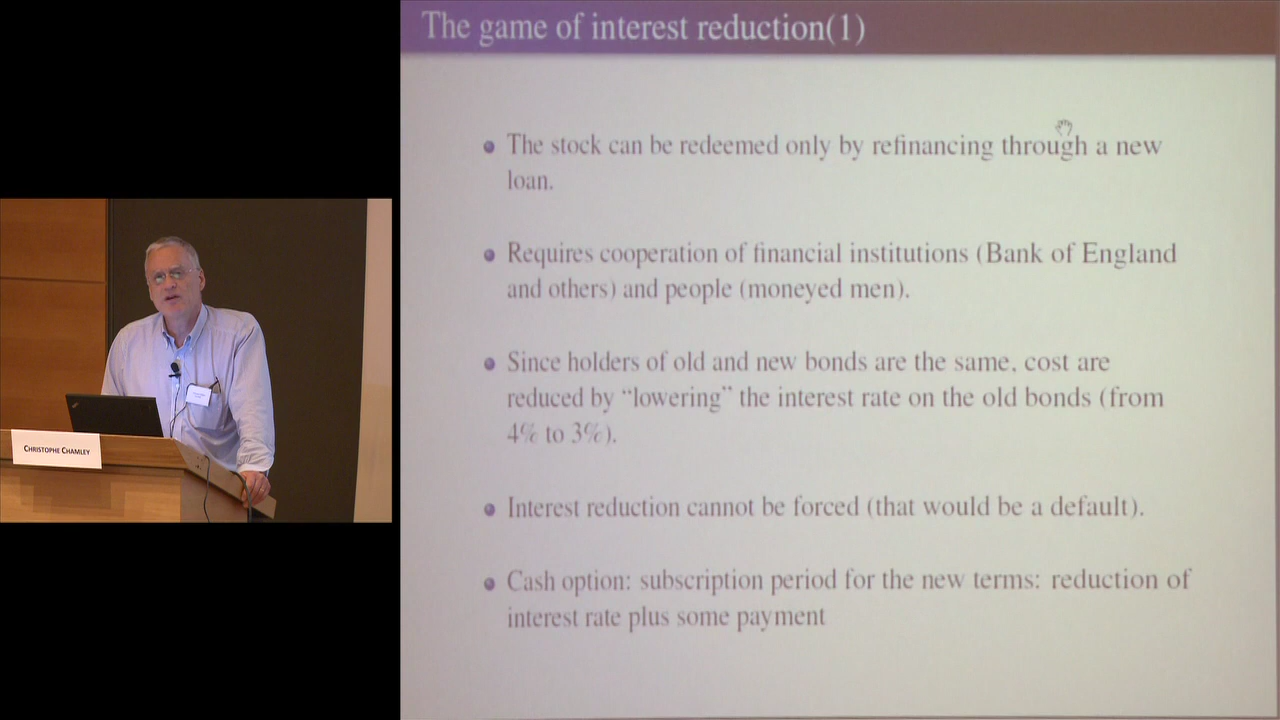 The game of interest reduction(1)
The stock can be redeemed only by refinancing through a new
loan.
Requires cooperation of financial institutions (Bank of England
and others) and people (moneyed men).
Since holders of old and new bonds are the same, cost are
reduced by “lowering” the interest rate on the old bonds (from
4% to 3%).
Interest reduction cannot be forced (that would be a default).
Cash option: subscription period for the new terms: reduction of
interest rate plus some payment
CHRISTOPHE CHAMLEY